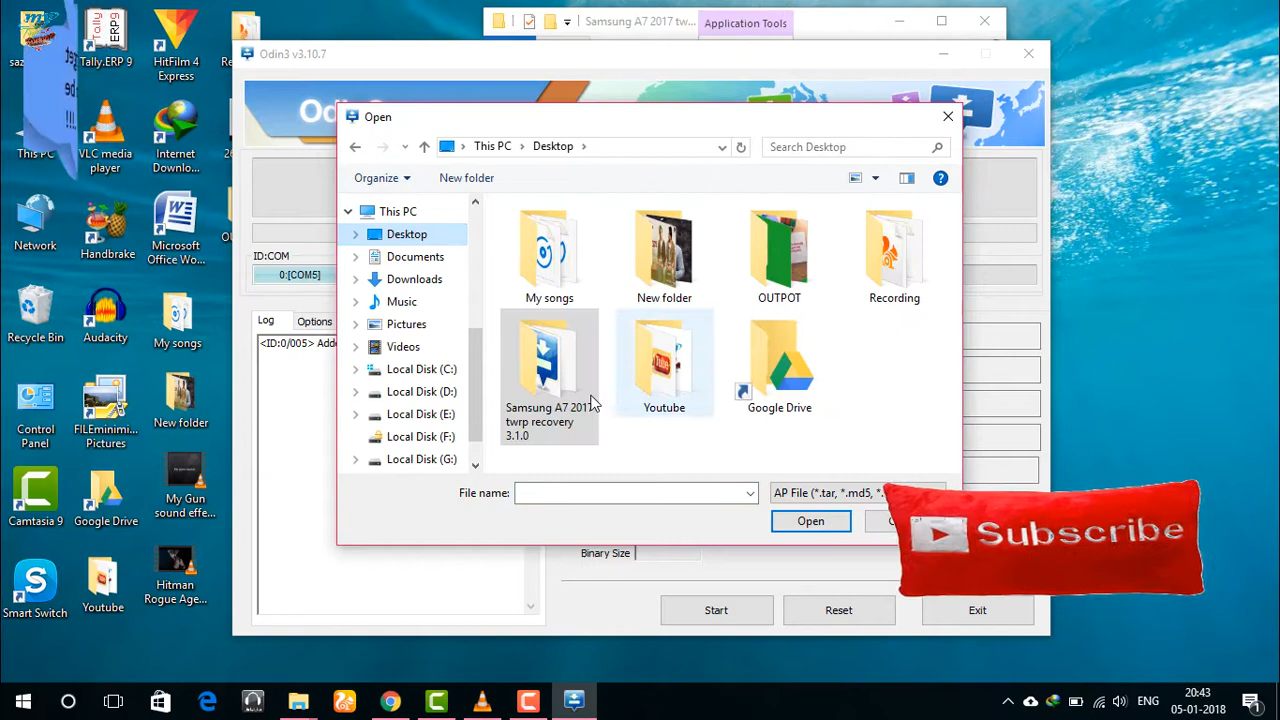 Samsung A7 2017 twr...
Application Tools
Odin3 v3.10.7
Open
This PC
Desktop
Search Desktop
Organize
New folder
This PC
Desktop
Documents
Downloads
Music
Pictures
Videos
Local Disk (C:)
Local Disk (D:)
Local Disk (E:)
Local Disk (F:)
Local Disk (G:)
My songs
New folder
OUTPOT
Recording
Samsung A7 2017
twrp recovery
3.1.0
Youtube
Google Drive
File name:
AP File (*.tar, *.md5, *.
Open
ID:COM
0:[COM5]
Log
Options
<ID:0/005> Adde
Binary Size
Start
Reset
Exit
Subscribe
Tally.ERP 9
HitFilm 4
Express
This PC
VLC media
player
Internet
Downlo...
Network
Handbrake
Microsoft
Office Wo...
Recycle Bin
Audacity
My songs
Control
Panel
FILEminimi...
Pictures
New folder
Camtasia 9
Google Drive
My Gun
sound effe...
Smart Switch
Youtube
Hitman
Rogue Age...
ENG
20:43
05-01-2018